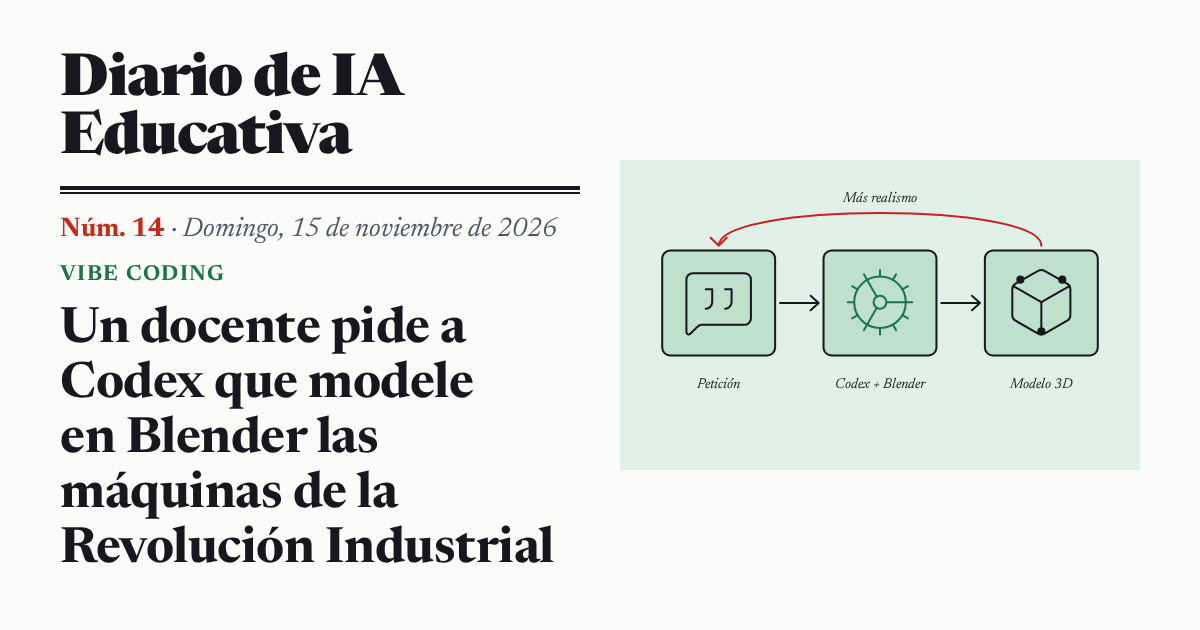 Diario de IA
Educativa
Núm. 14 · Domingo, 15 de noviembre de 2026
VIBE CODING
Un docente pide a
Codex que modele
en Blender las
máquinas de la
Revolución Industrial
Más realismo
Petición
Codex + Blender
Modelo 3D